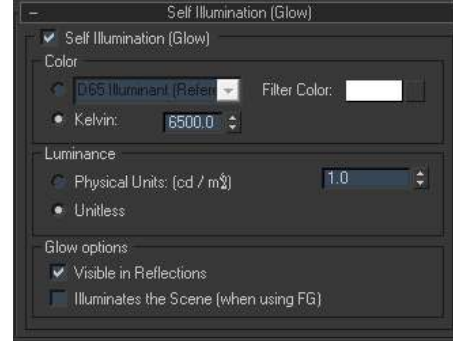 - Self Illumination (Glow)
Self Illumination (Glow)
Color
D65 Illuminant (Refere Filter Color:
Kelvin: 6500.0
Luminance
Physical Units: (cd / m²) 1.0
Unitless
Glow options
Visible in Reflections
Illuminates the Scene (when using FG)